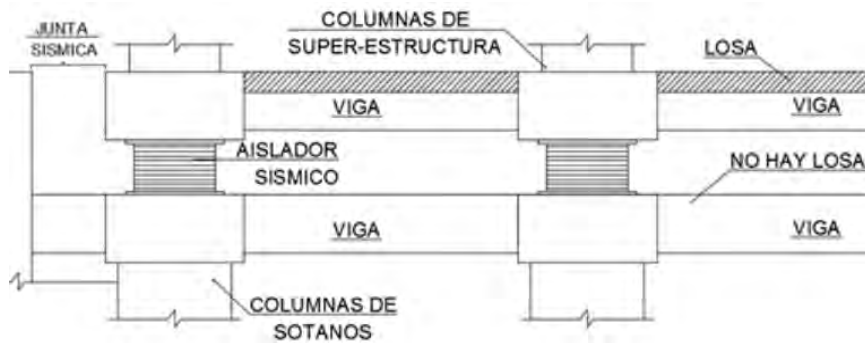 JUNTA
SISMICA
COLUMNAS DE
SUPER-ESTRUCTURA
LOSA
VIGA
VIGA
AISLADOR
SISMICO
NO HAY LOSA
VIGA
VIGA
COLUMNAS DE
SOTANOS